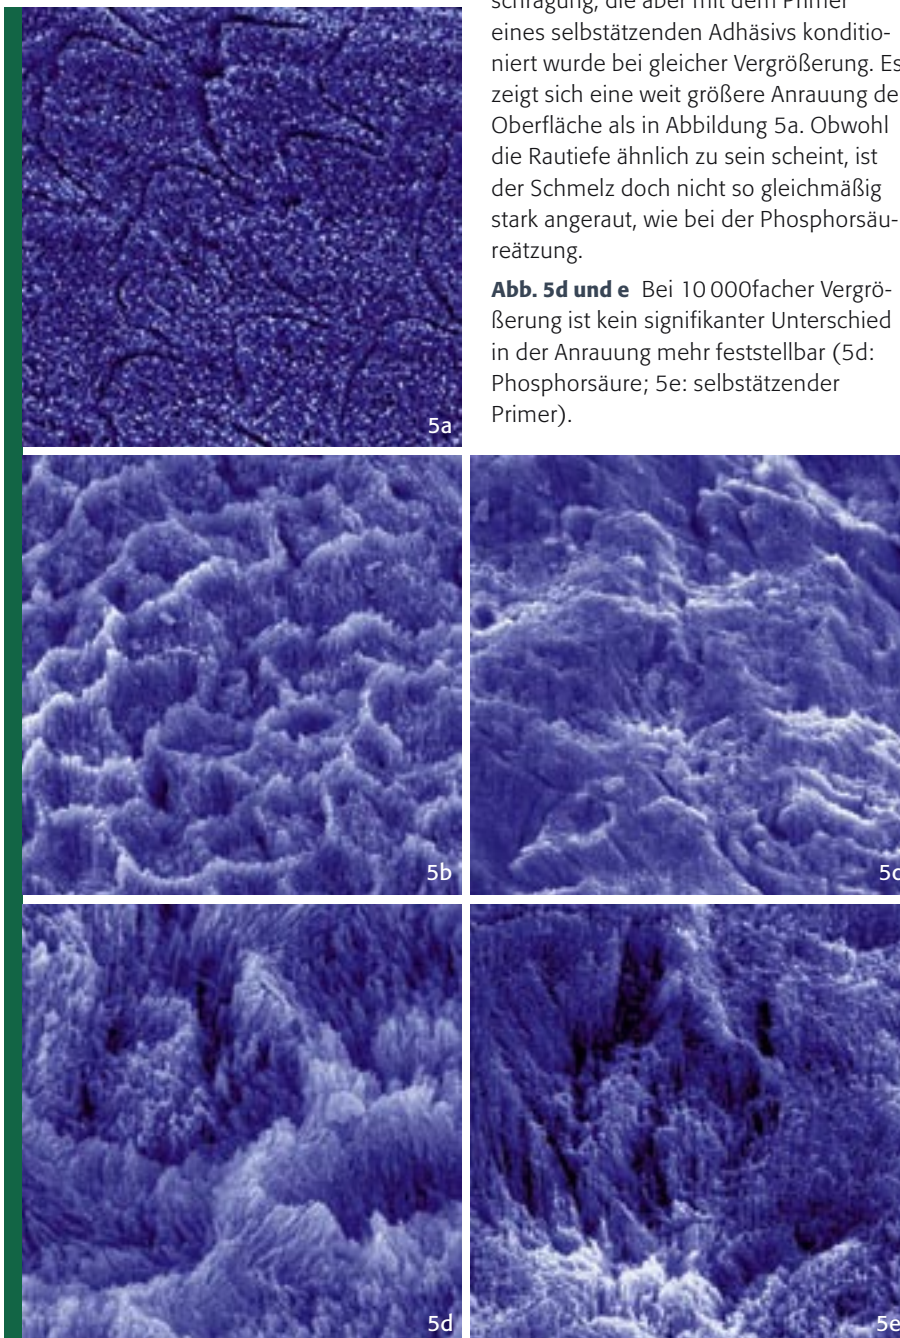 schrägung, die aber mit dem Primer
eines selbstätzenden Adhäsivs konditio-
niert wurde bei gleicher Vergrößerung. Es
zeigt sich eine weit größere Anrauung de
Oberfläche als in Abbildung 5a. Obwohl
die Rautiefe ähnlich zu sein scheint, ist
der Schmelz doch nicht so gleichmäßig
stark angeraut, wie bei der Phosphorsäu-
reätzung.
Abb. 5d und e Bei 10 000facher Vergrö-
ßerung ist kein signifikanter Unterschied
in der Anrauung mehr feststellbar (5d:
Phosphorsäure; 5e: selbstätzender
Primer).
5a
5b
5c
5d
5e